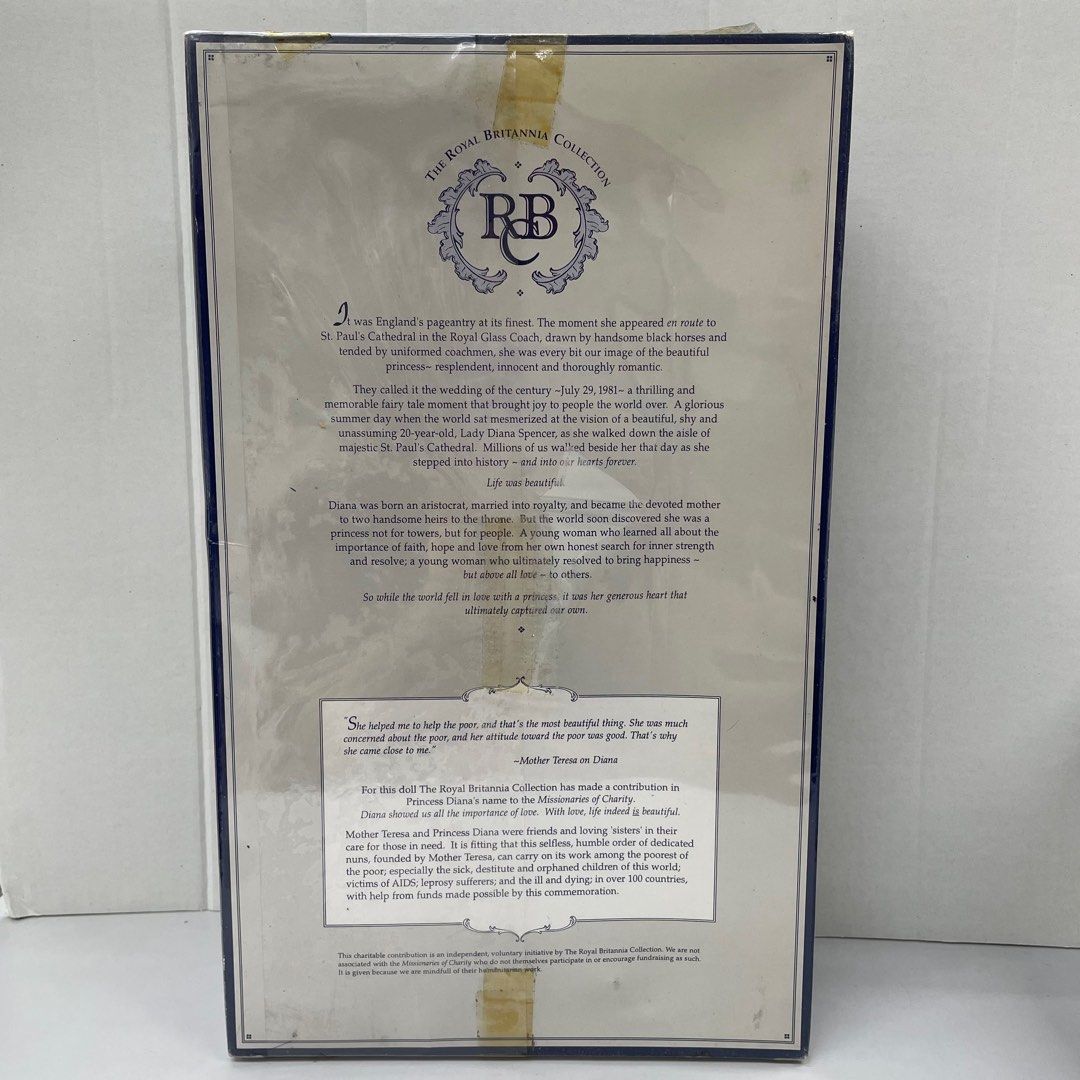 THE ROYAL BRITANNIA COLLECTION
RCB
It was England's pageantry at its finest. The moment she appeared en route to
St. Paul's Cathedral in the Royal Glass Coach, drawn by handsome black horses and
tended by uniformed coachmen, she was every bit our image of the beautiful
princess~ resplendent, innocent and thoroughly romantic.
They called it the wedding of the century ~July 29, 1981~ a thrilling and
memorable fairy tale moment that brought joy to people the world over. A glorious
summer day when the world sat mesmerized at the vision of a beautiful, shy and
unassuming 20-year-old, Lady Diana Spencer, as she walked down the aisle of
majestic St. Paul's Cathedral. Millions of us walked beside her that day as she
stepped into history ~ and into our hearts forever.
Life was beautiful.
Diana was born an aristocrat, married into royalty, and became the devoted mother
to two handsome heirs to the throne. But the world soon discovered she was a
princess not for towers, but for people. A young woman who learned all about the
importance of faith, hope and love from her own honest search for inner strength
and resolve; a young woman who ultimately resolved to bring happiness ~
but above all love ~ to others.
So while the world fell in love with a princess, it was her generous heart that
ultimately captured our own.
"She helped me to help the poor, and that's the most beautiful thing. She was much
concerned about the poor, and her attitude toward the poor was good. That's why
she came close to me."
~Mother Teresa on Diana
For this doll The Royal Britannia Collection has made a contribution in
Princess Diana's name to the Missionaries of Charity.
Diana showed us all the importance of love. With love, life indeed is beautiful.
Mother Teresa and Princess Diana were friends and loving 'sisters' in their
care for those in need. It is fitting that this selfless, humble order of dedicated
nuns, founded by Mother Teresa, can carry on its work among the poorest of
the poor; especially the sick, destitute and orphaned children of this world;
victims of AIDS; leprosy sufferers; and the ill and dying; in over 100 countries,
with help from funds made possible by this commemoration.
This charitable contribution is an independent, voluntary initiative by The Royal Britannia Collection. We are not
associated with the Missionaries of Charity who do not themselves participate in or encourage fundraising as such.
It is given because we are mindfull of their humanitarian work.